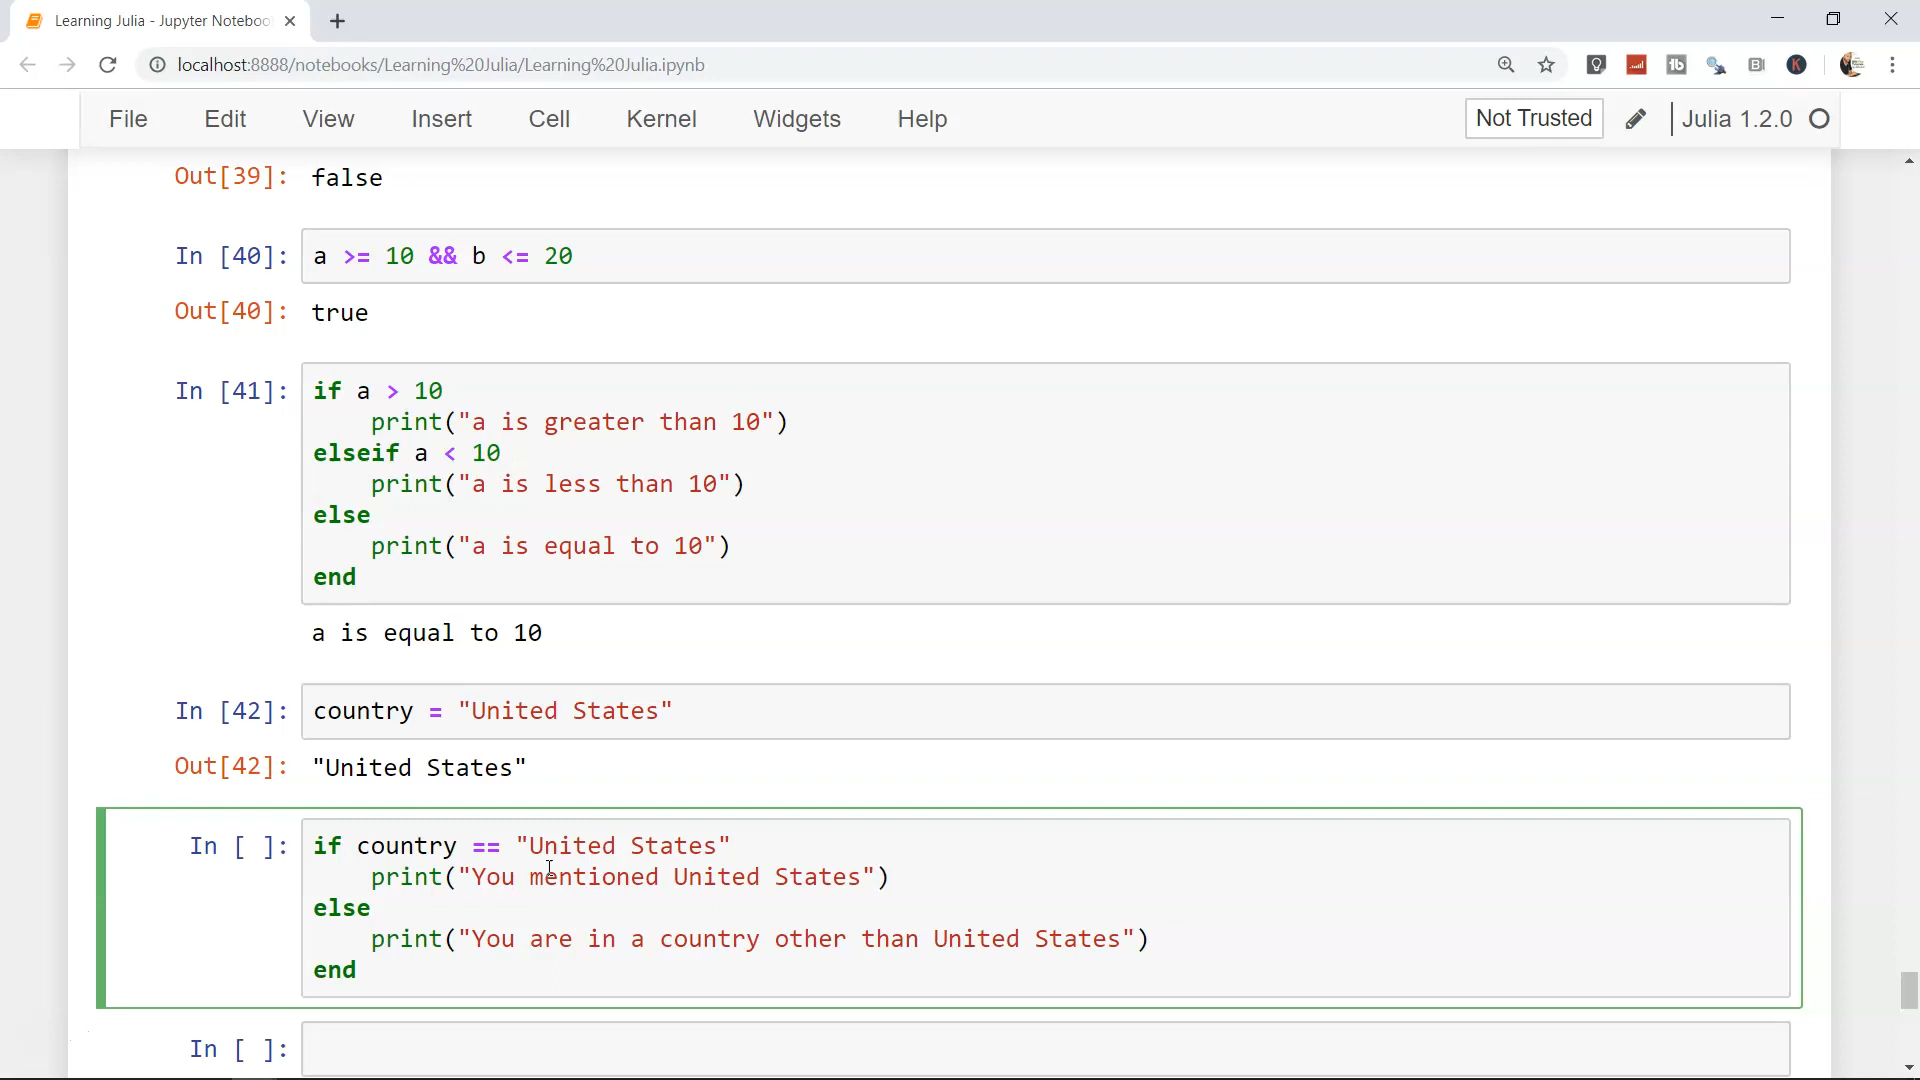 Learning Julia - Jupyter Noteboo
localhost:8888/notebooks/Learning%20Julia/Learning%20Julia.ipynb
File Edit View Insert Cell Kernel Widgets Help Not Trusted Julia 1.2.0
Out[39]: false
In [40]: a >= 10 && b <= 20
Out[40]: true
In [41]: if a > 10
print("a is greater than 10")
elseif a < 10
print("a is less than 10")
else
print("a is equal to 10")
end
a is equal to 10
In [42]: country = "United States"
Out[42]: "United States"
In [ ]: if country == "United States"
print("You mentioned United States")
else
print("You are in a country other than United States")
end
In [ ]: